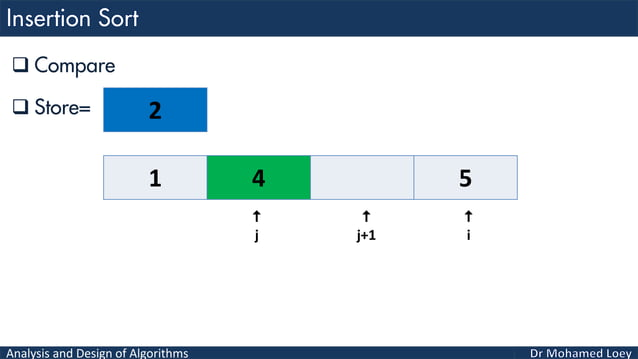 Insertion Sort
❑ Compare
❑ Store= 2
1 4 5
↑ ↑ ↑
j j+1 i
Analysis and Design of Algorithms Dr Mohamed Loey